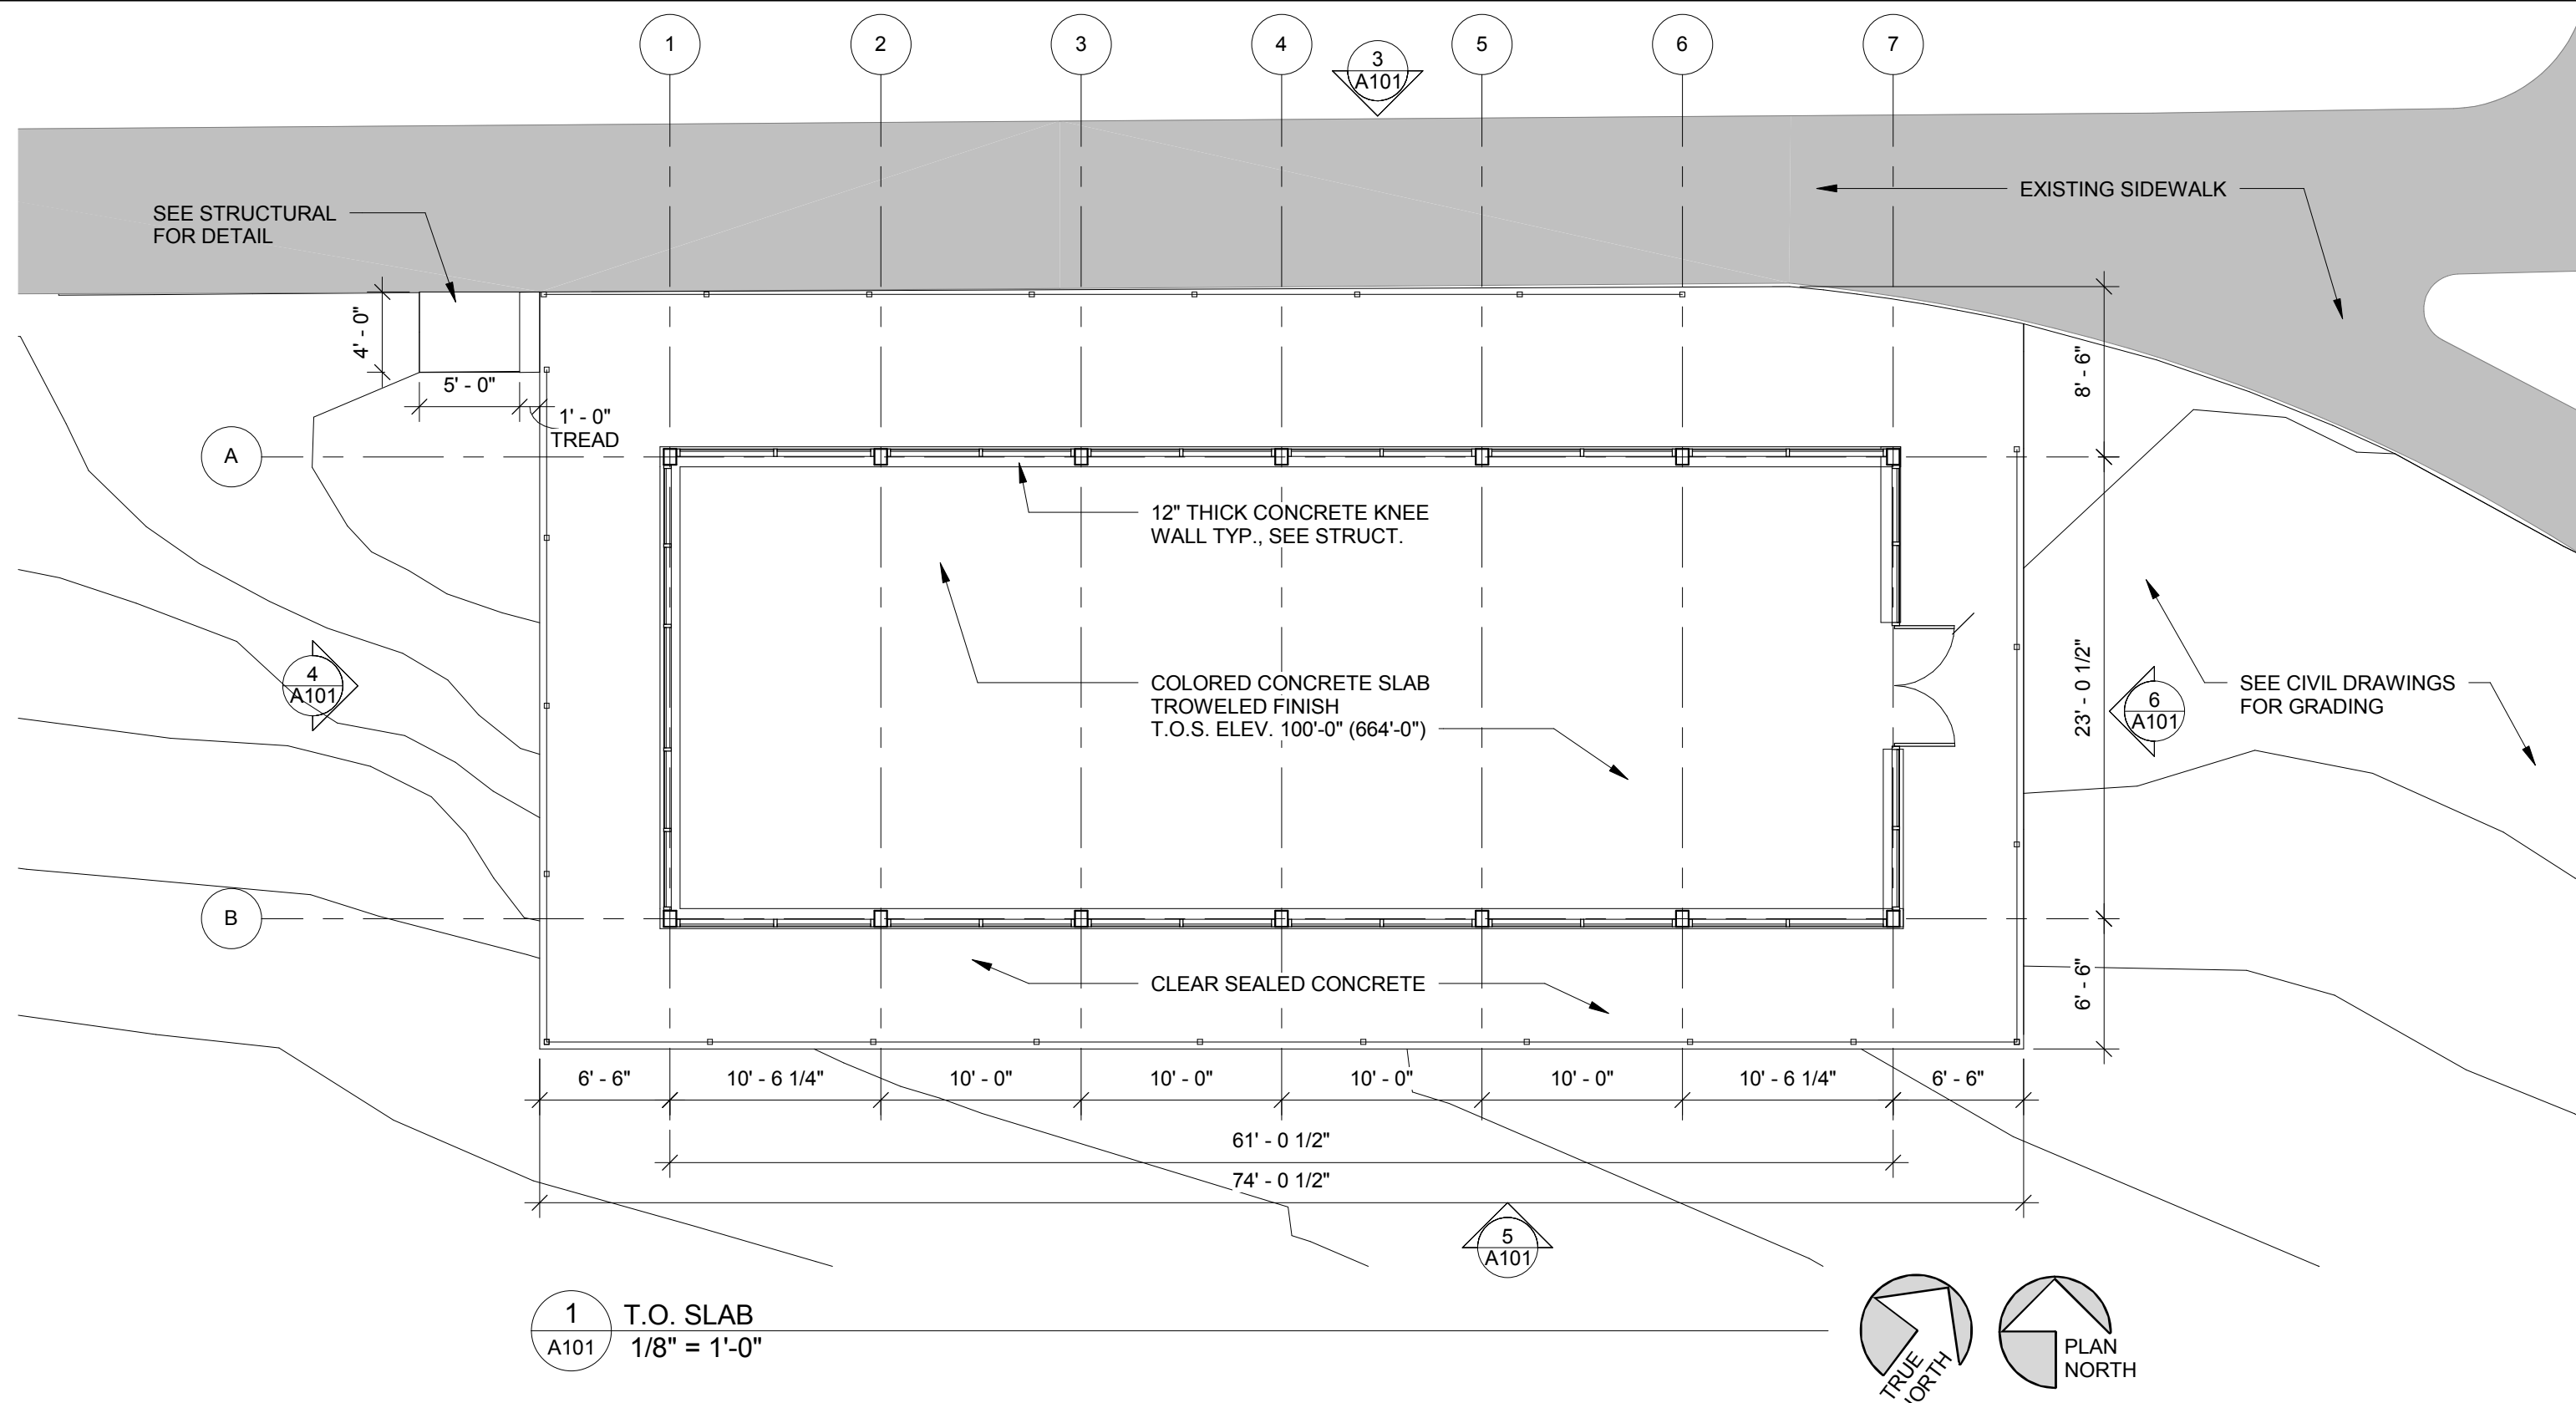 1
2
3
4
5
6
7
3
A101
SEE STRUCTURAL
FOR DETAIL
EXISTING SIDEWALK
4' - 0"
5' - 0"
1' - 0"
TREAD
8' - 6"
A
12" THICK CONCRETE KNEE
WALL TYP., SEE STRUCT.
COLORED CONCRETE SLAB
TROWELED FINISH
T.O.S. ELEV. 100'-0" (664'-0")
4
A101
23' - 0 1/2"
6
A101
SEE CIVIL DRAWINGS
FOR GRADING
B
CLEAR SEALED CONCRETE
6' - 6"
6' - 6"
10' - 6 1/4"
10' - 0"
10' - 0"
10' - 0"
10' - 0"
10' - 6 1/4"
6' - 6"
61' - 0 1/2"
74' - 0 1/2"
5
A101
1
A101
T.O. SLAB
1/8" = 1'-0"
TRUE
NORTH
PLAN
NORTH